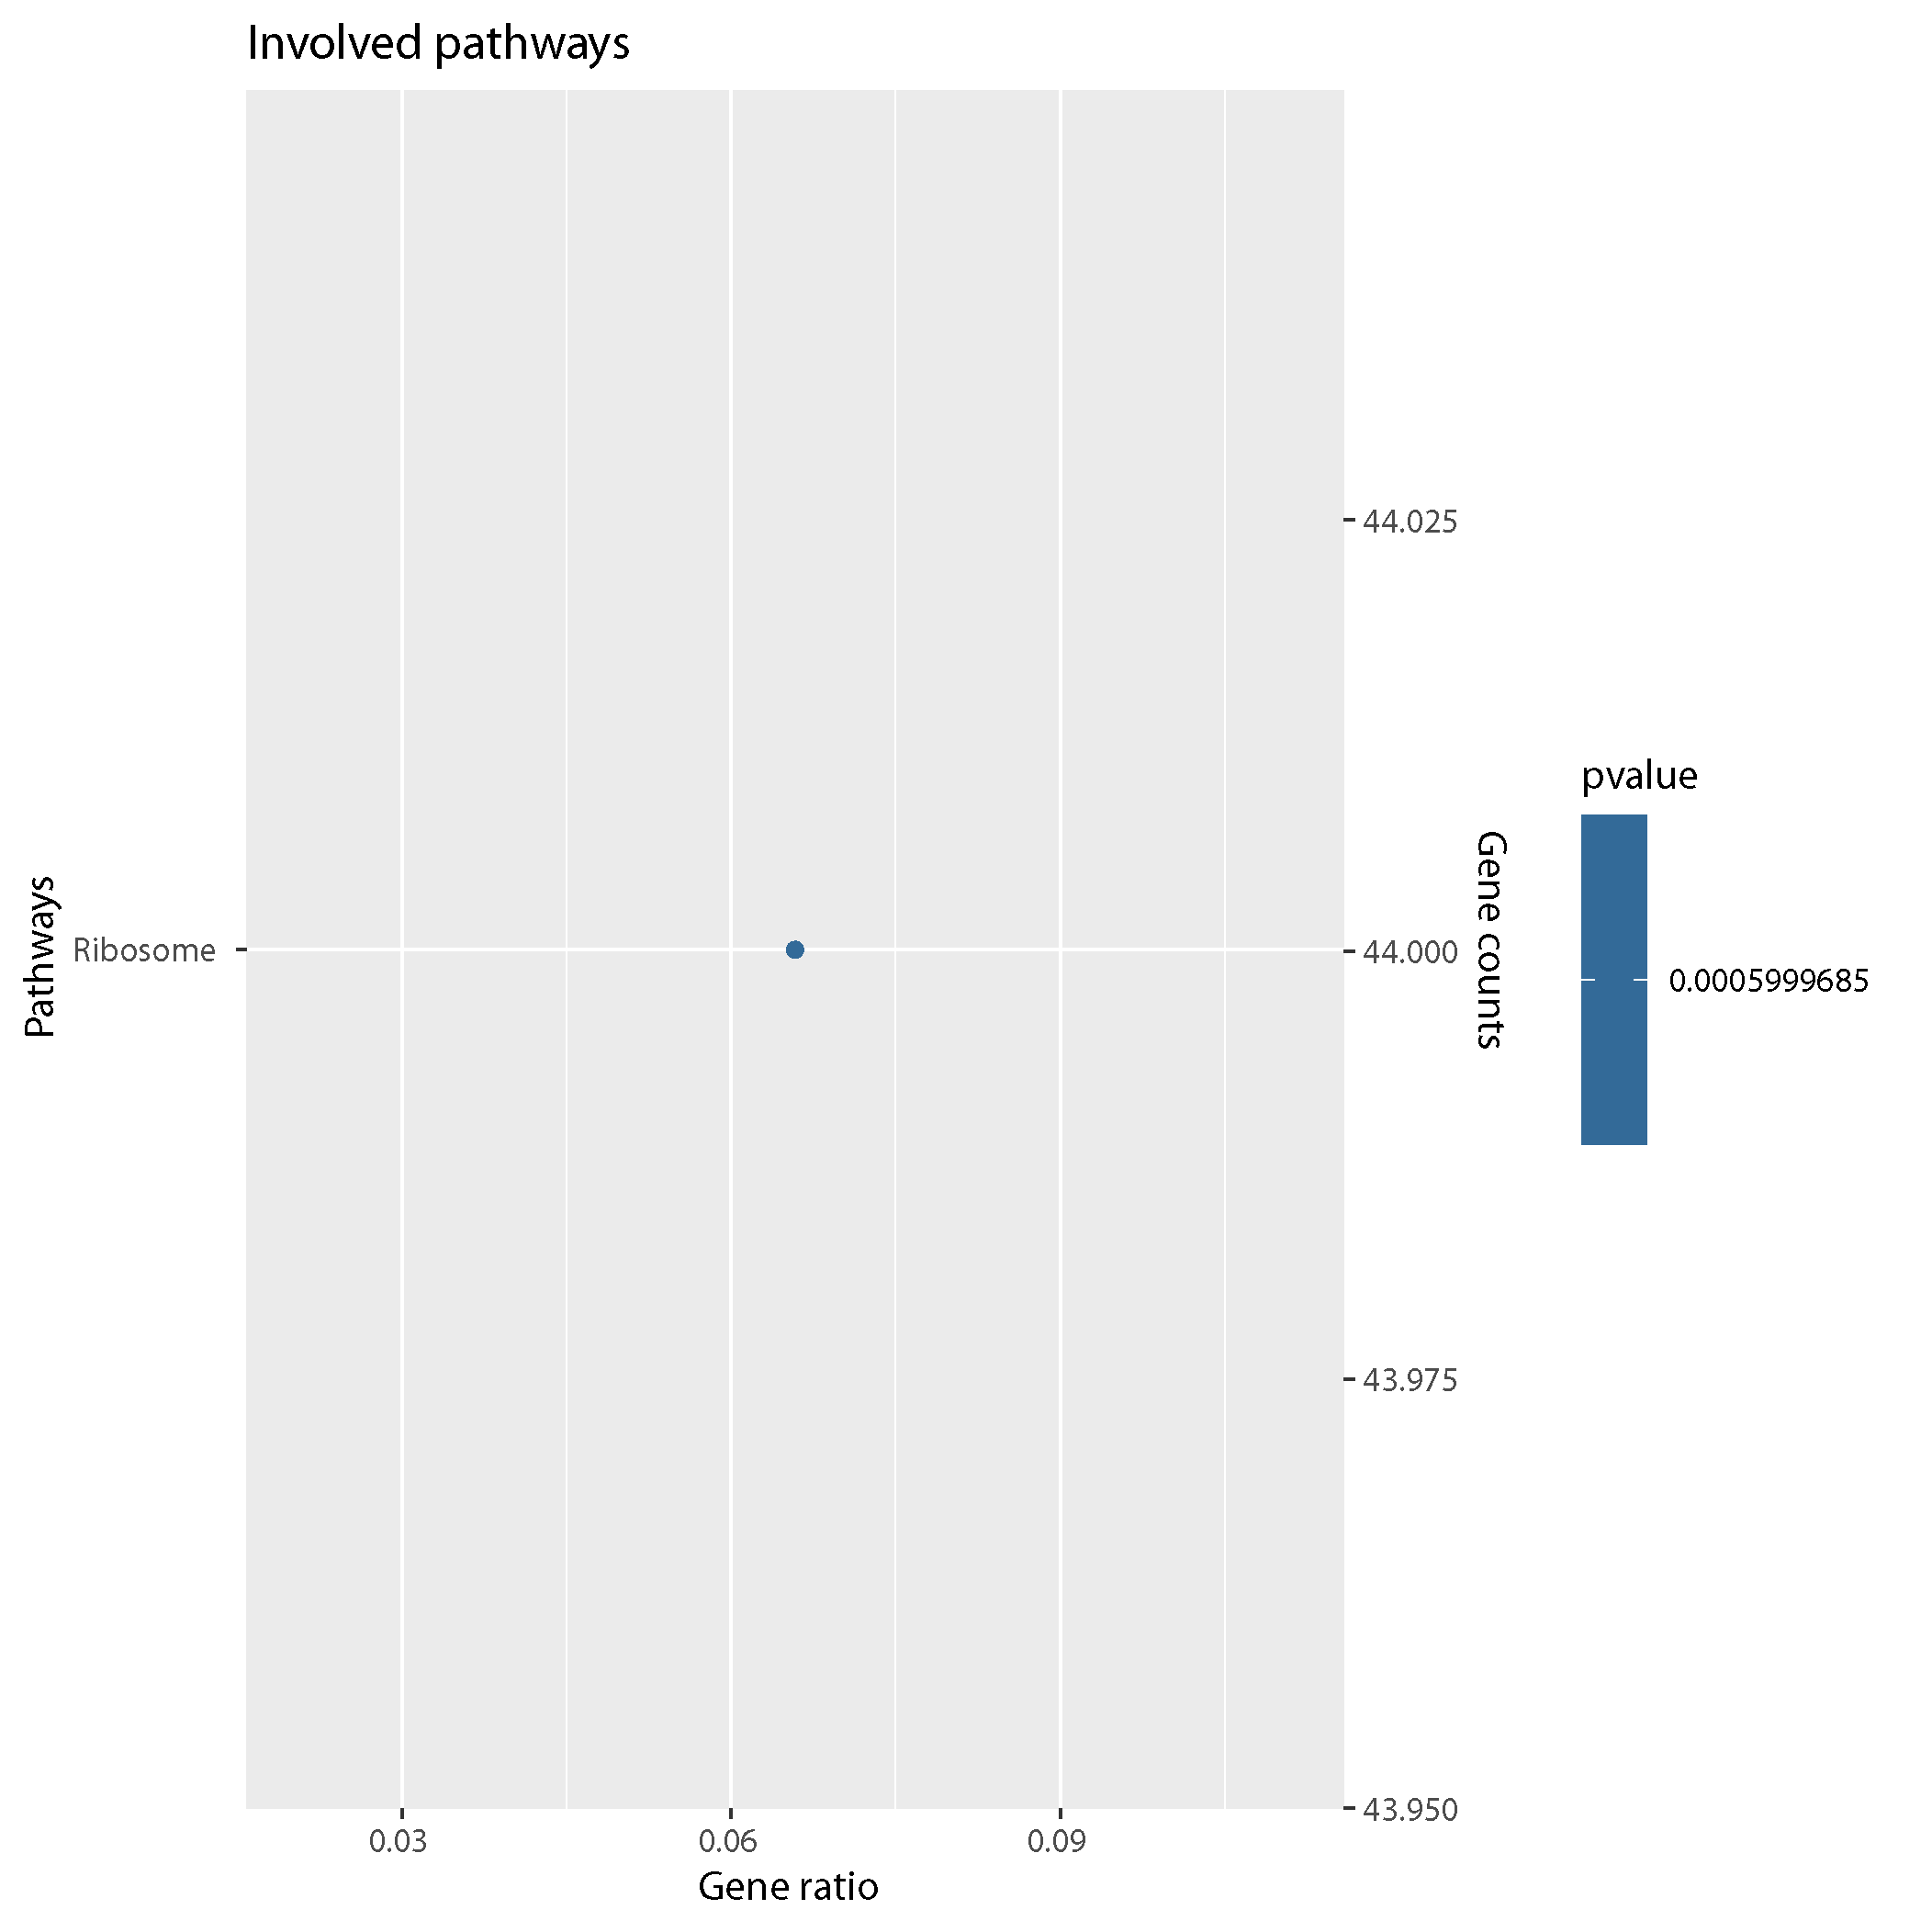 Involved pathways
Pathways
Ribosome
44.025
44.000
43.975
43.950
Gene counts
0.03
0.06
0.09
Gene ratio
pvalue
0.0005999685